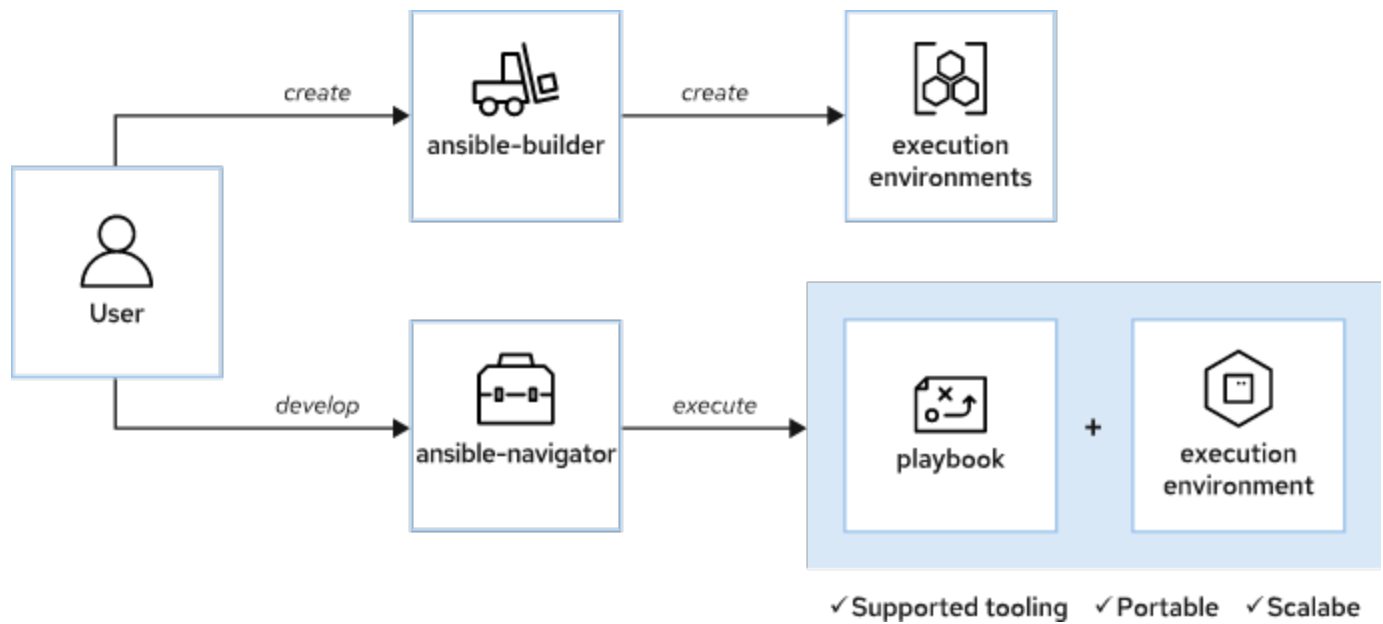 create
create
ansible-builder
execution
environments
User
develop
execute
ansible-navigator
playbook
+
execution
environment
✓Supported tooling ✓Portable ✓Scalabe